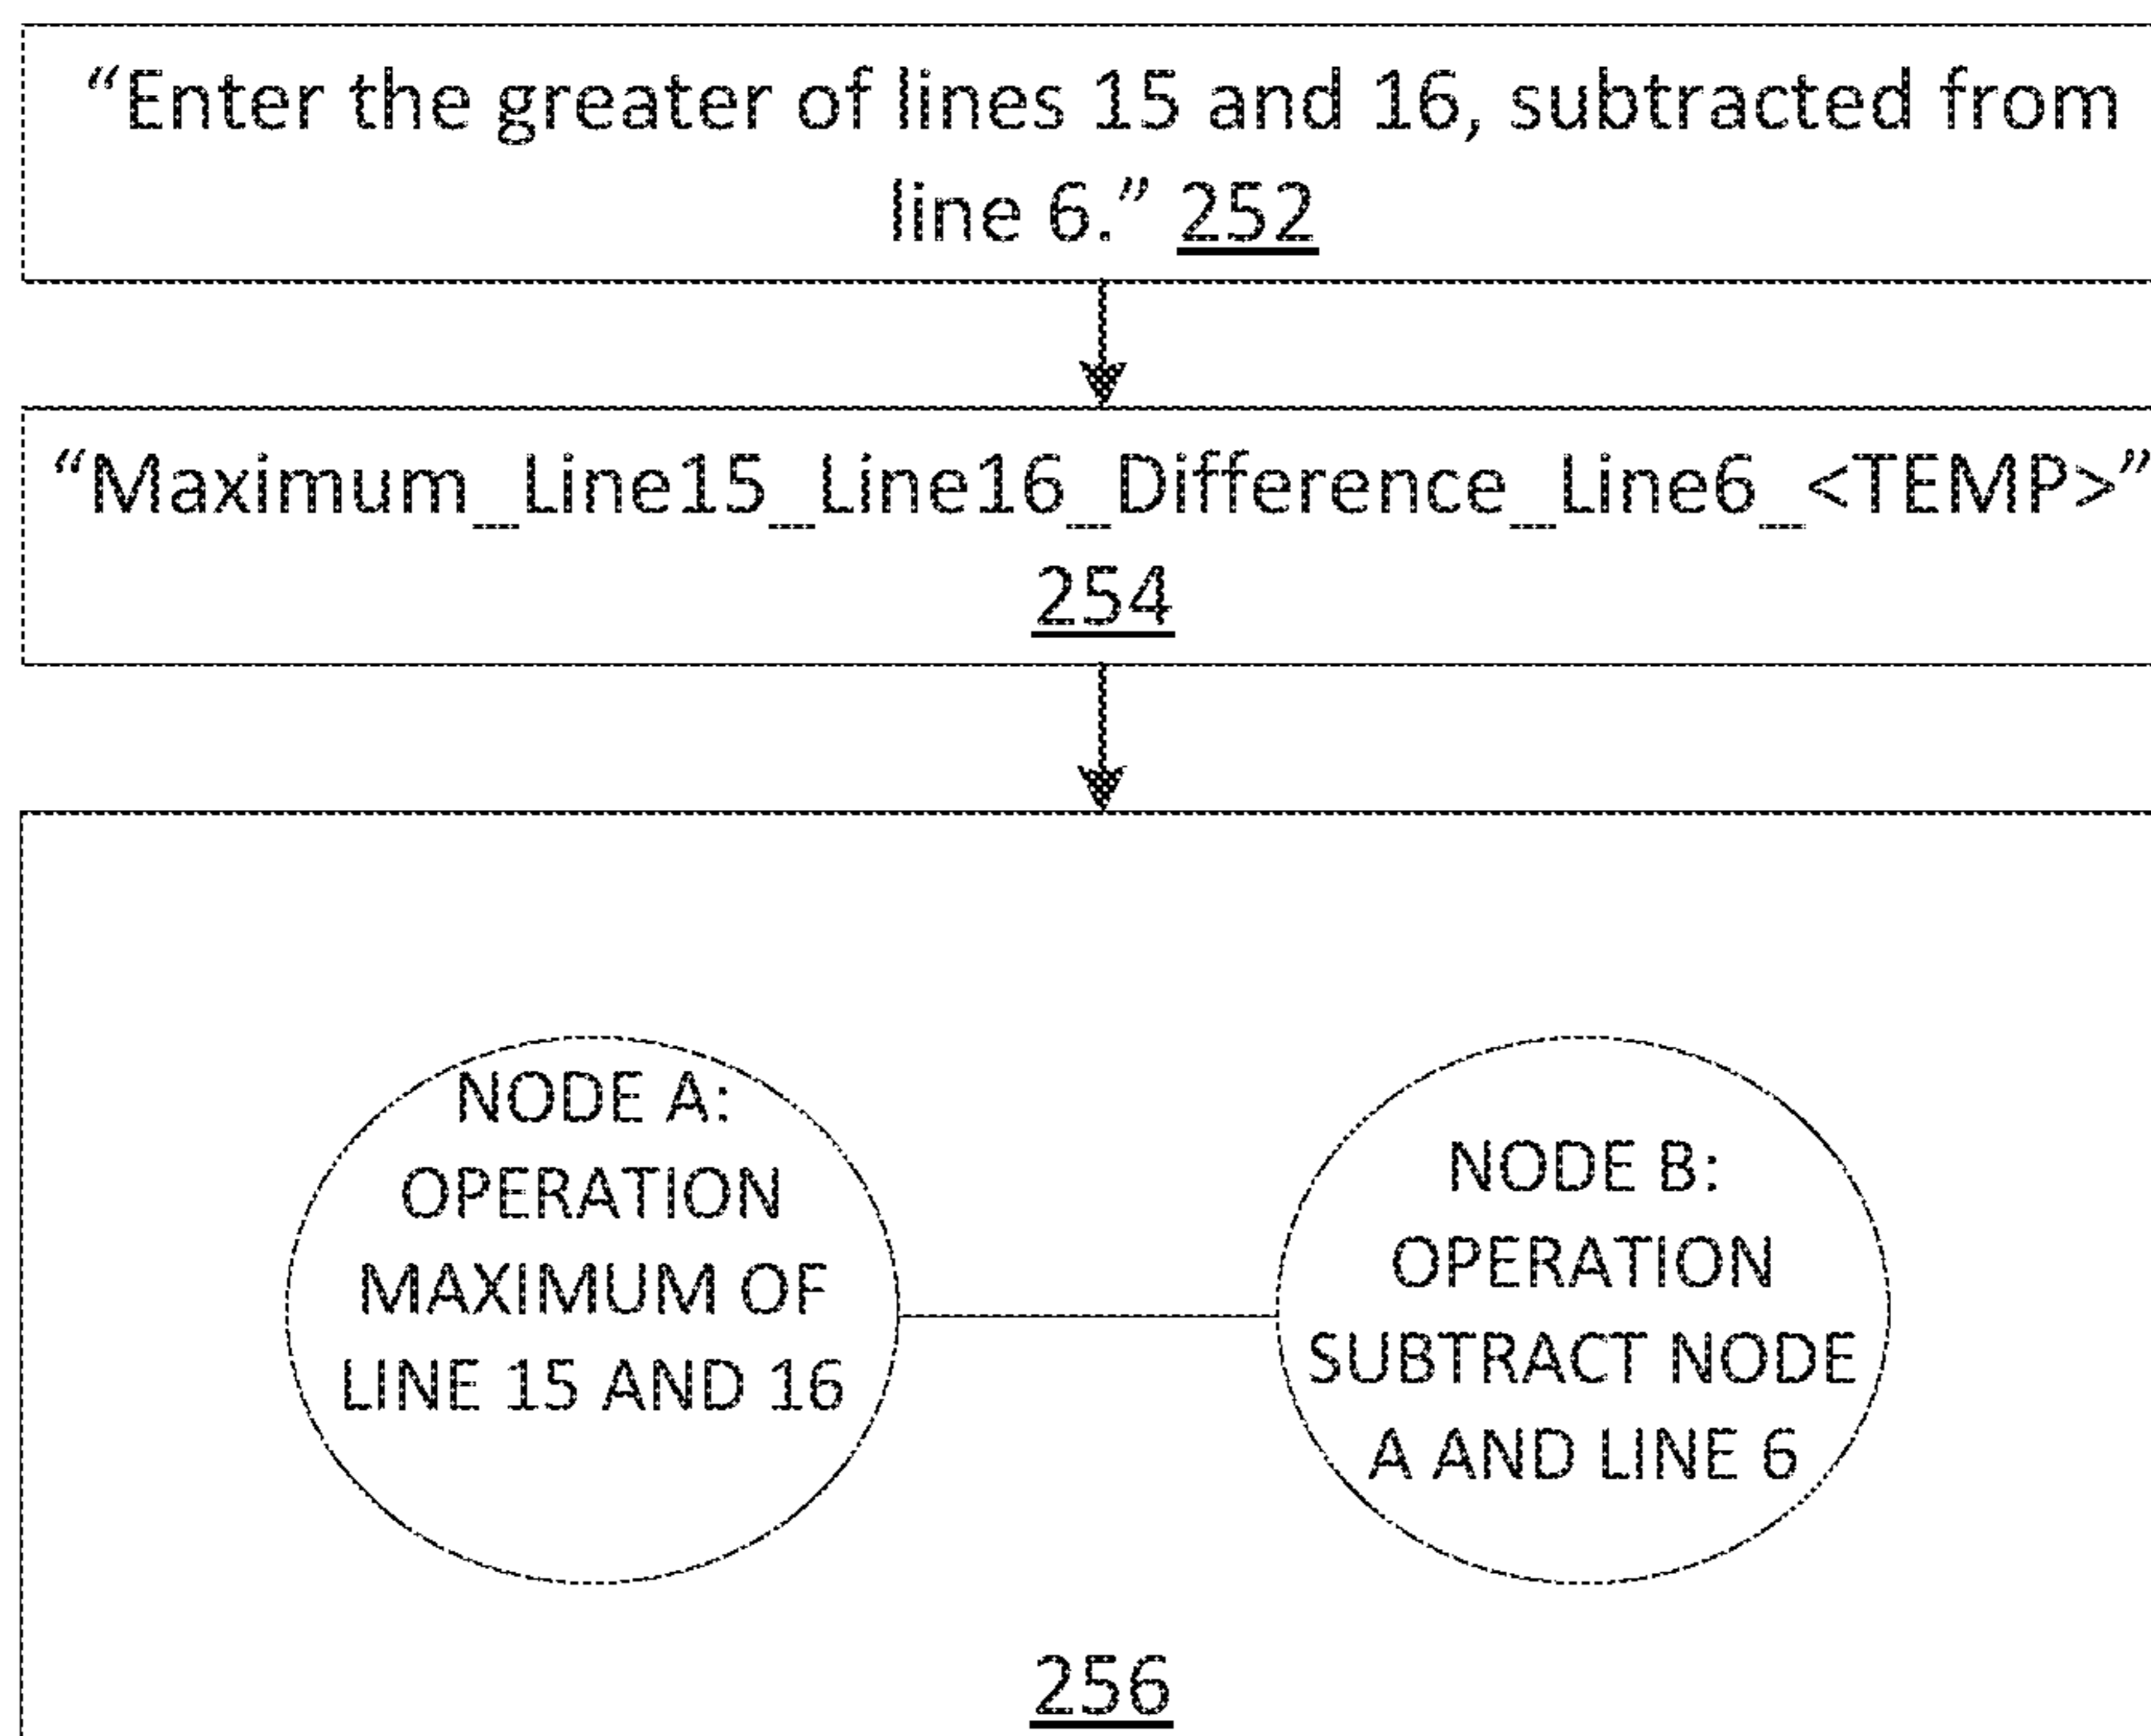 “Enter the greater of lines 15 and 16, subtracted from
line 6.” 252
“Maximum_Line15_Line16_Difference_Line6_<TEMP>”
254
NODE A:
OPERATION
MAXIMUM OF
LINE 15 AND 16
NODE B:
OPERATION
SUBTRACT NODE
A AND LINE 6
256